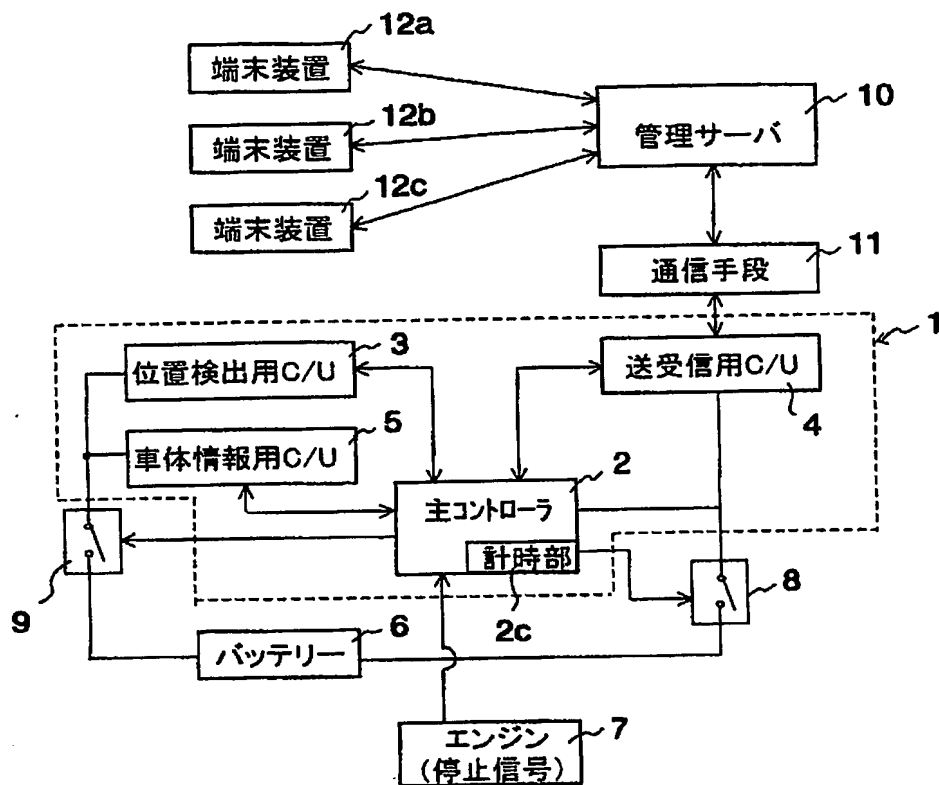 12a
端末装置
12b
端末装置
12c
端末装置
10
管理サーバ
11
通信手段
1
3
位置検出用C/U
送受信用C/U
4
5
車体情報用C/U
2
主コントローラ
計時部
2c
9
8
6
バッテリー
7
エンジン
(停止信号)